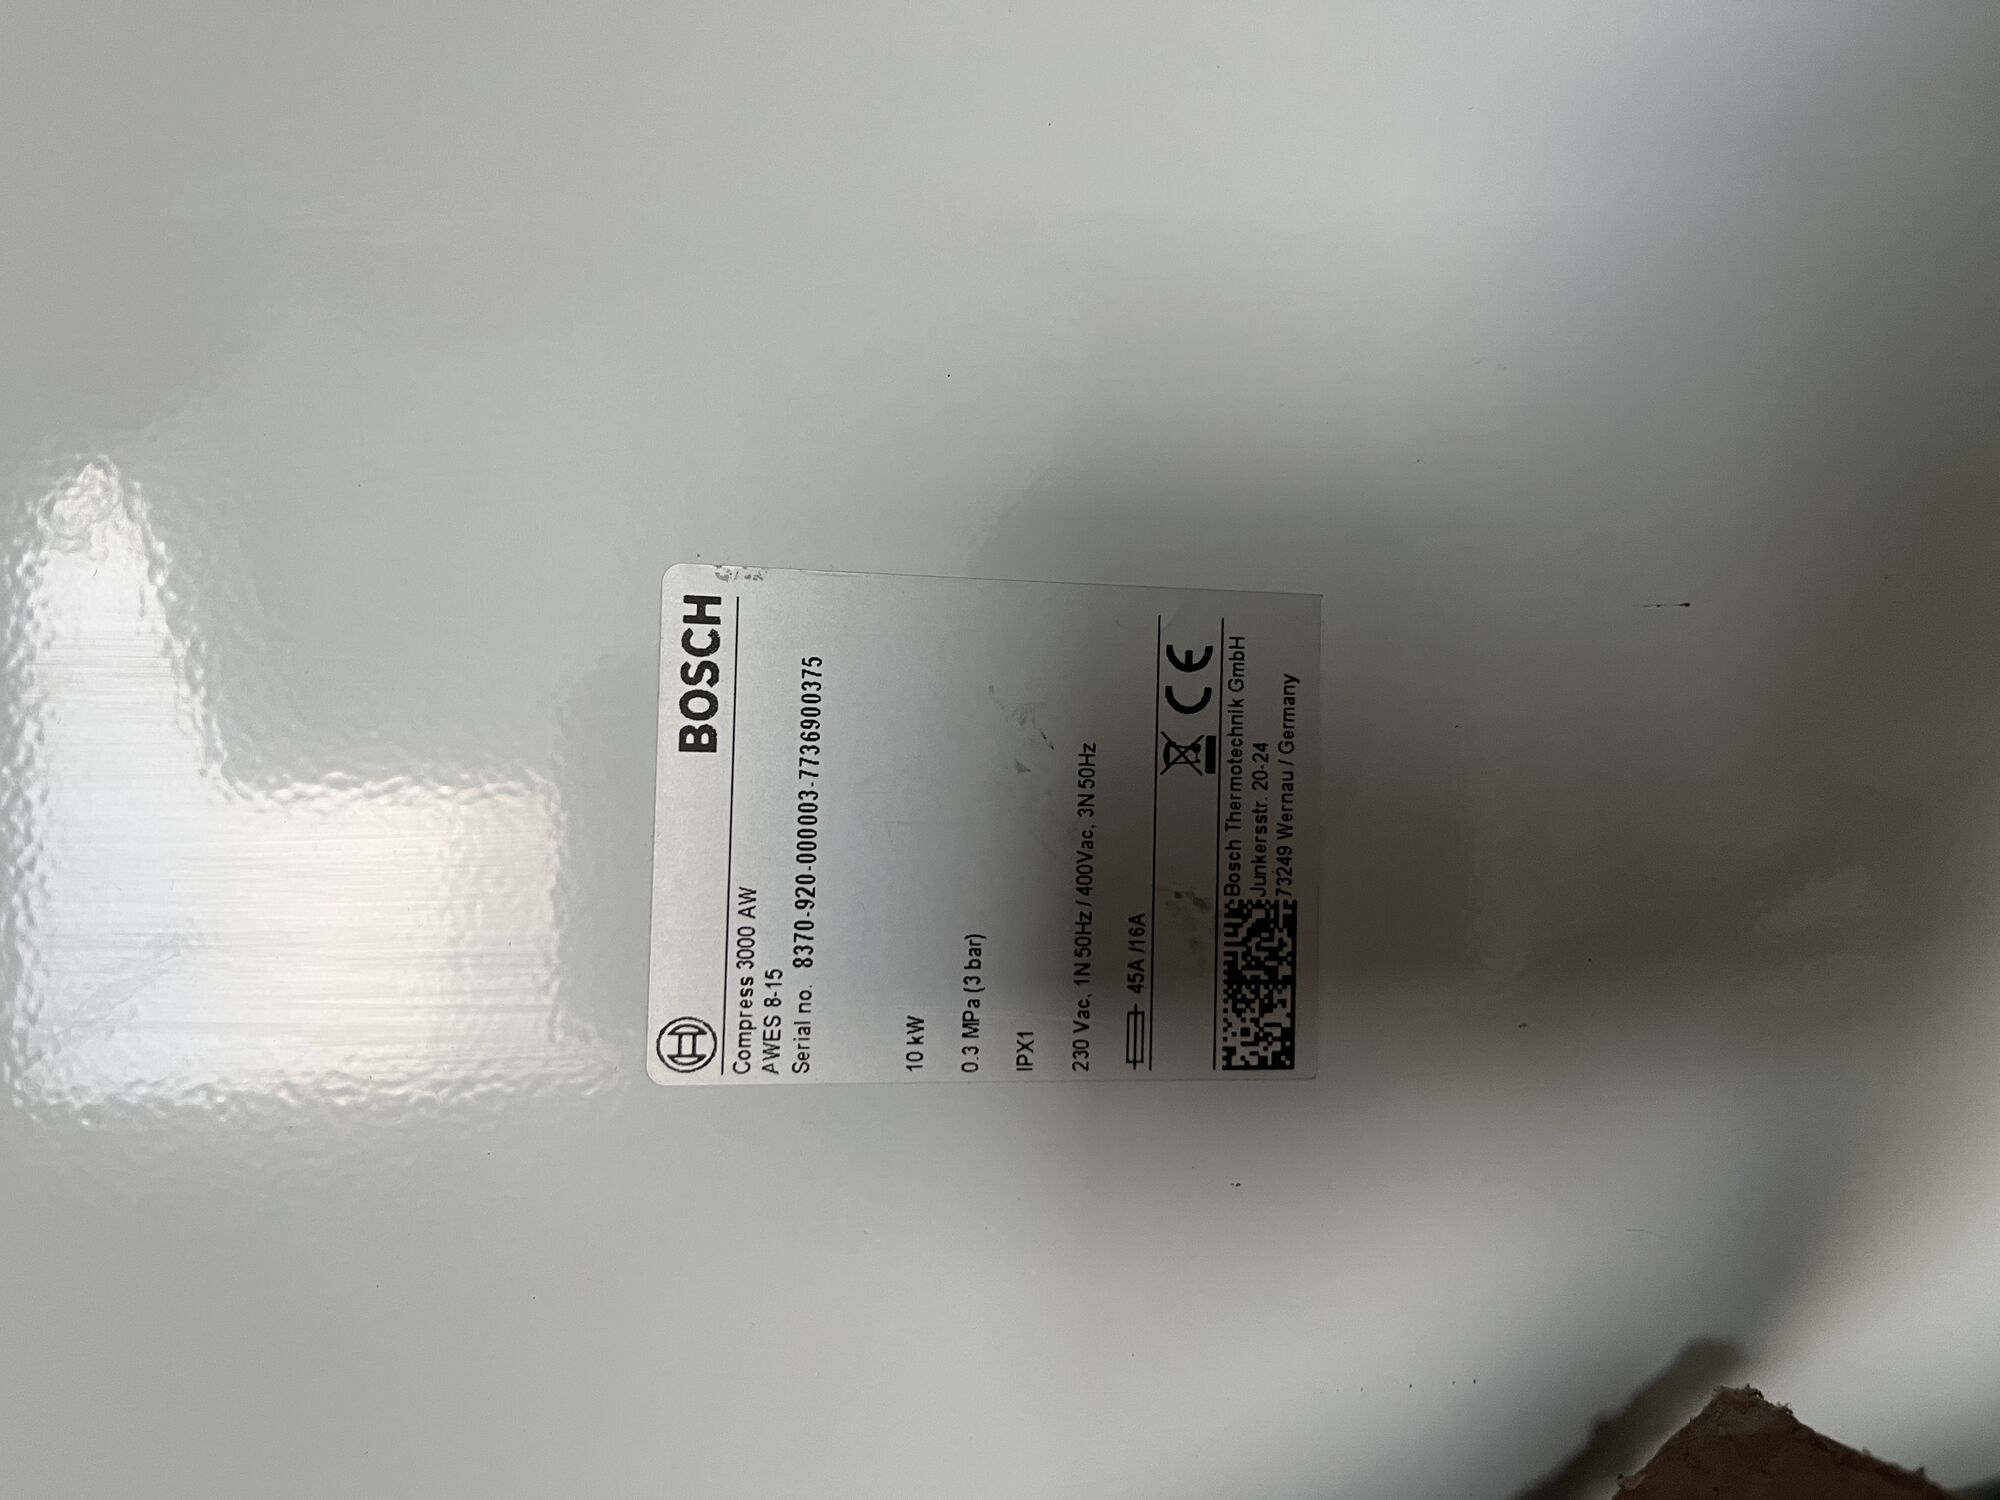 BOSCH
Compress 3000 AW
AWES 8-15
Serial no. 8370-920-000003-7736900375
10 kW
0.3 MPa (3 bar)
IPX1
230 Vac, 1N 50Hz / 400Vac, 3N 50Hz
45A /16A
CE
Bosch Thermotechnik GmbH
Junkersstr. 20-24
73249 Wernau / Germany